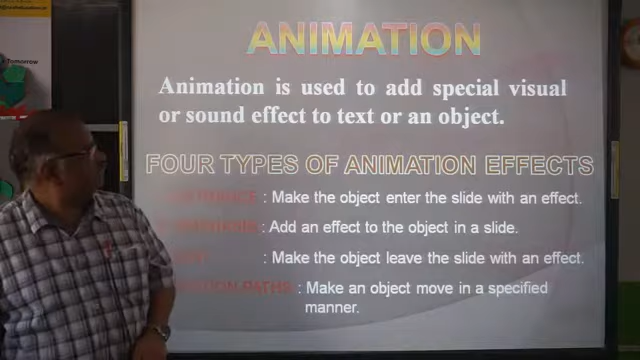 Tomorrow
ANIMATION
Animation is used to add special visual
or sound effect to text or an object.
FOUR TYPES OF ANIMATION EFFECTS
: Make the object enter the slide with an effect.
: Add an effect to the object in a slide.
: Make the object leave the slide with an effect.
PATHS : Make an object move in a specified
manner.